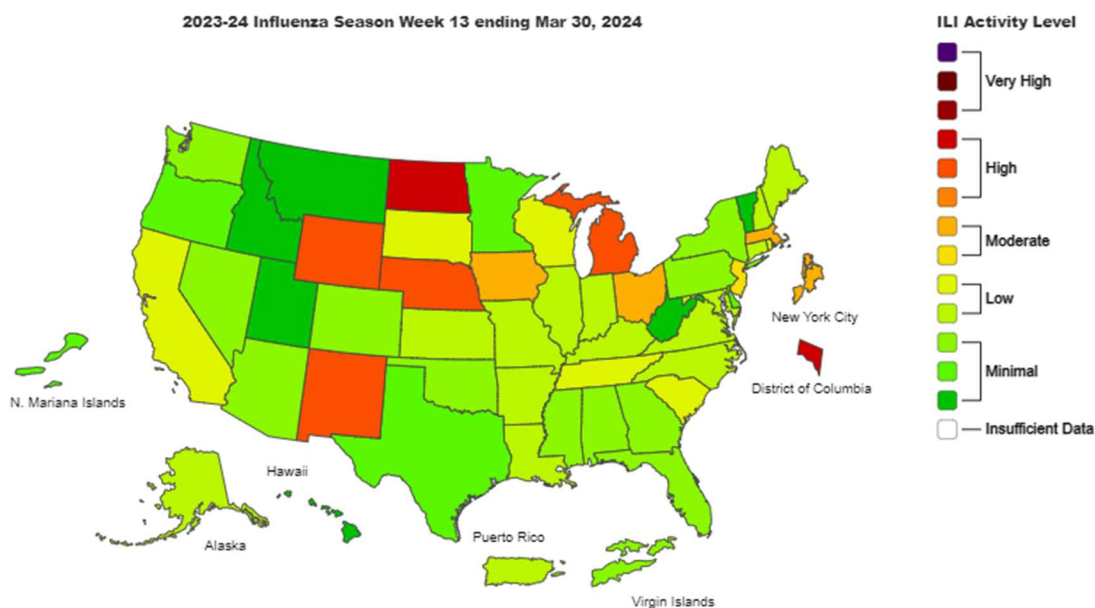 2023-24 Influenza Season Week 13 ending Mar 30, 2024
ILI Activity Level
Very High
High
Moderate
Low
Minimal
Insufficient Data
New York City
District of Columbia
N. Mariana Islands
Hawaii
Alaska
Puerto Rico
Virgin Islands